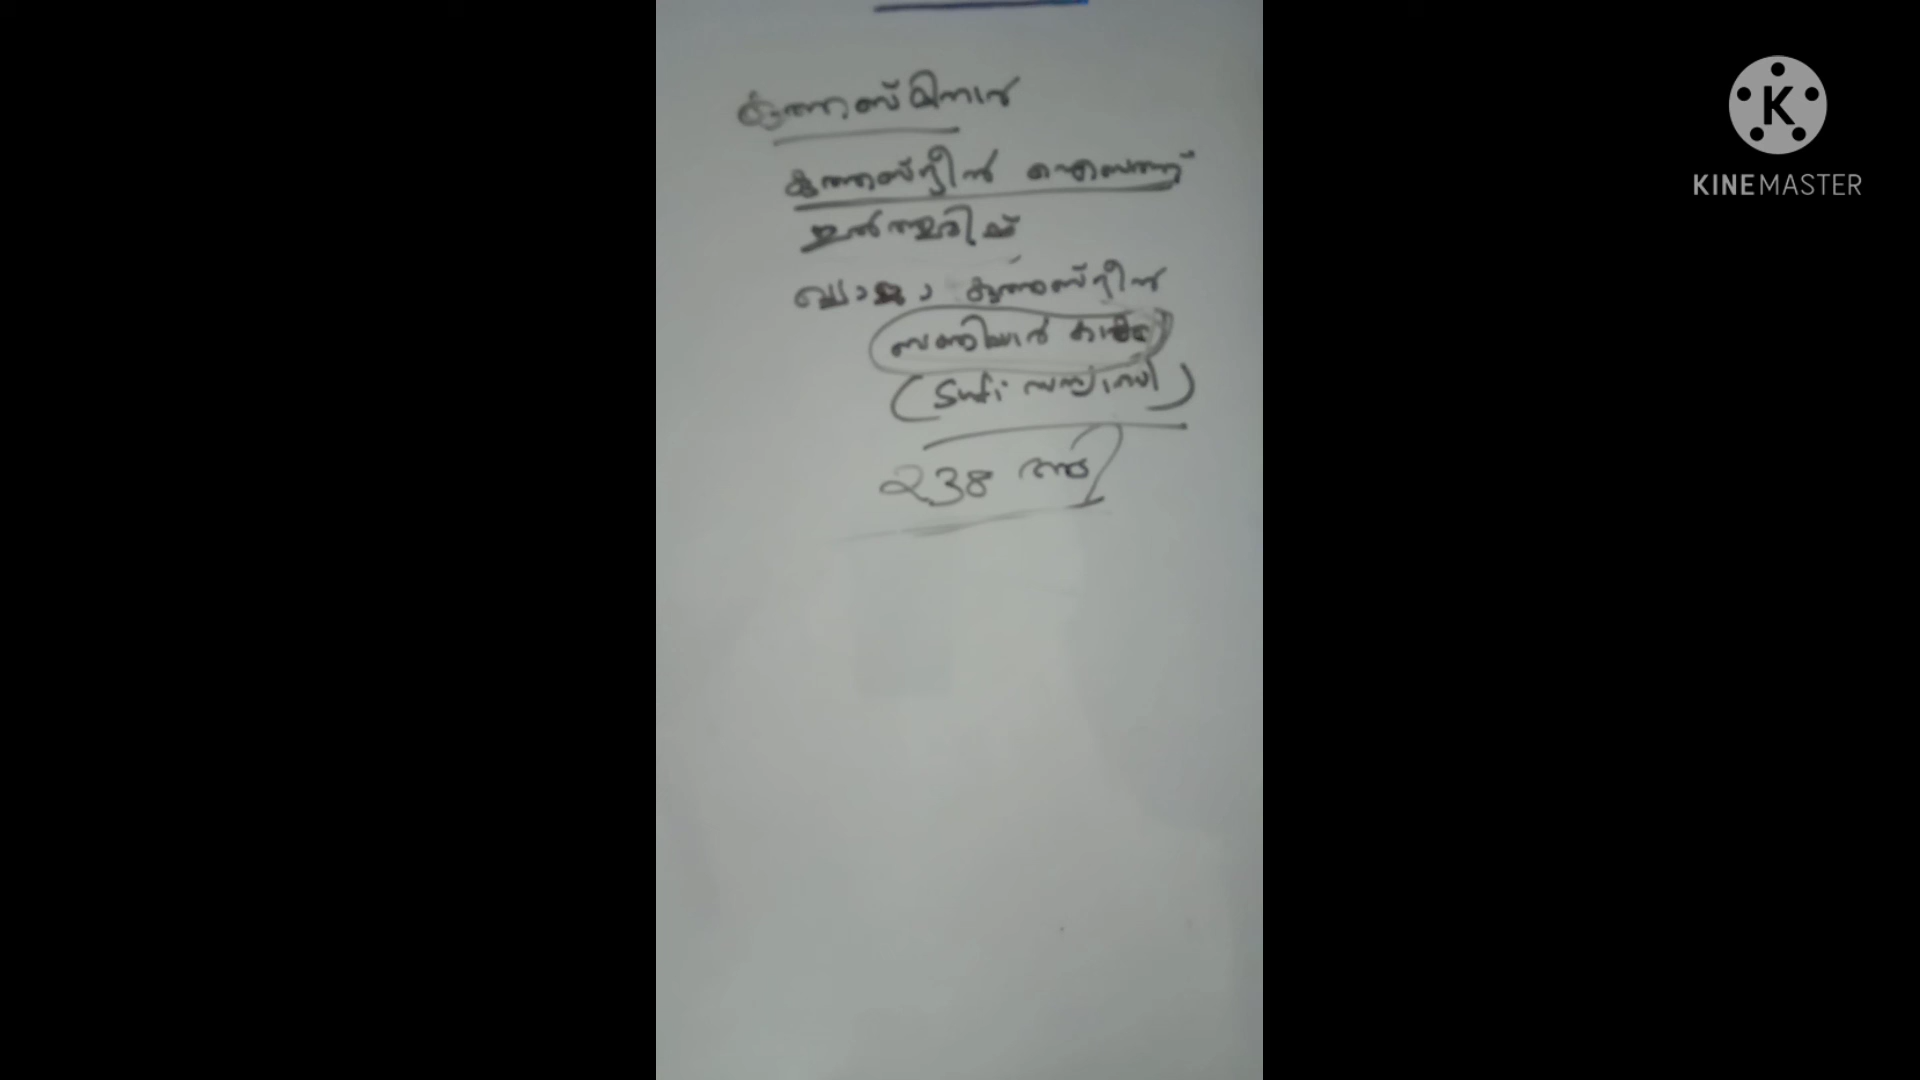 കുത്തബ് മിനാർ
കുത്തബ്ദ്ദീൻ ഐബക്ക്
ഇൽത്തുമിഷ്
ഖ്വാജാ കുത്തബ്ദ്ദീൻ
ബക്തിയാർ
(Sufi സന്യാസി)
238 അടി
KINEMASTER